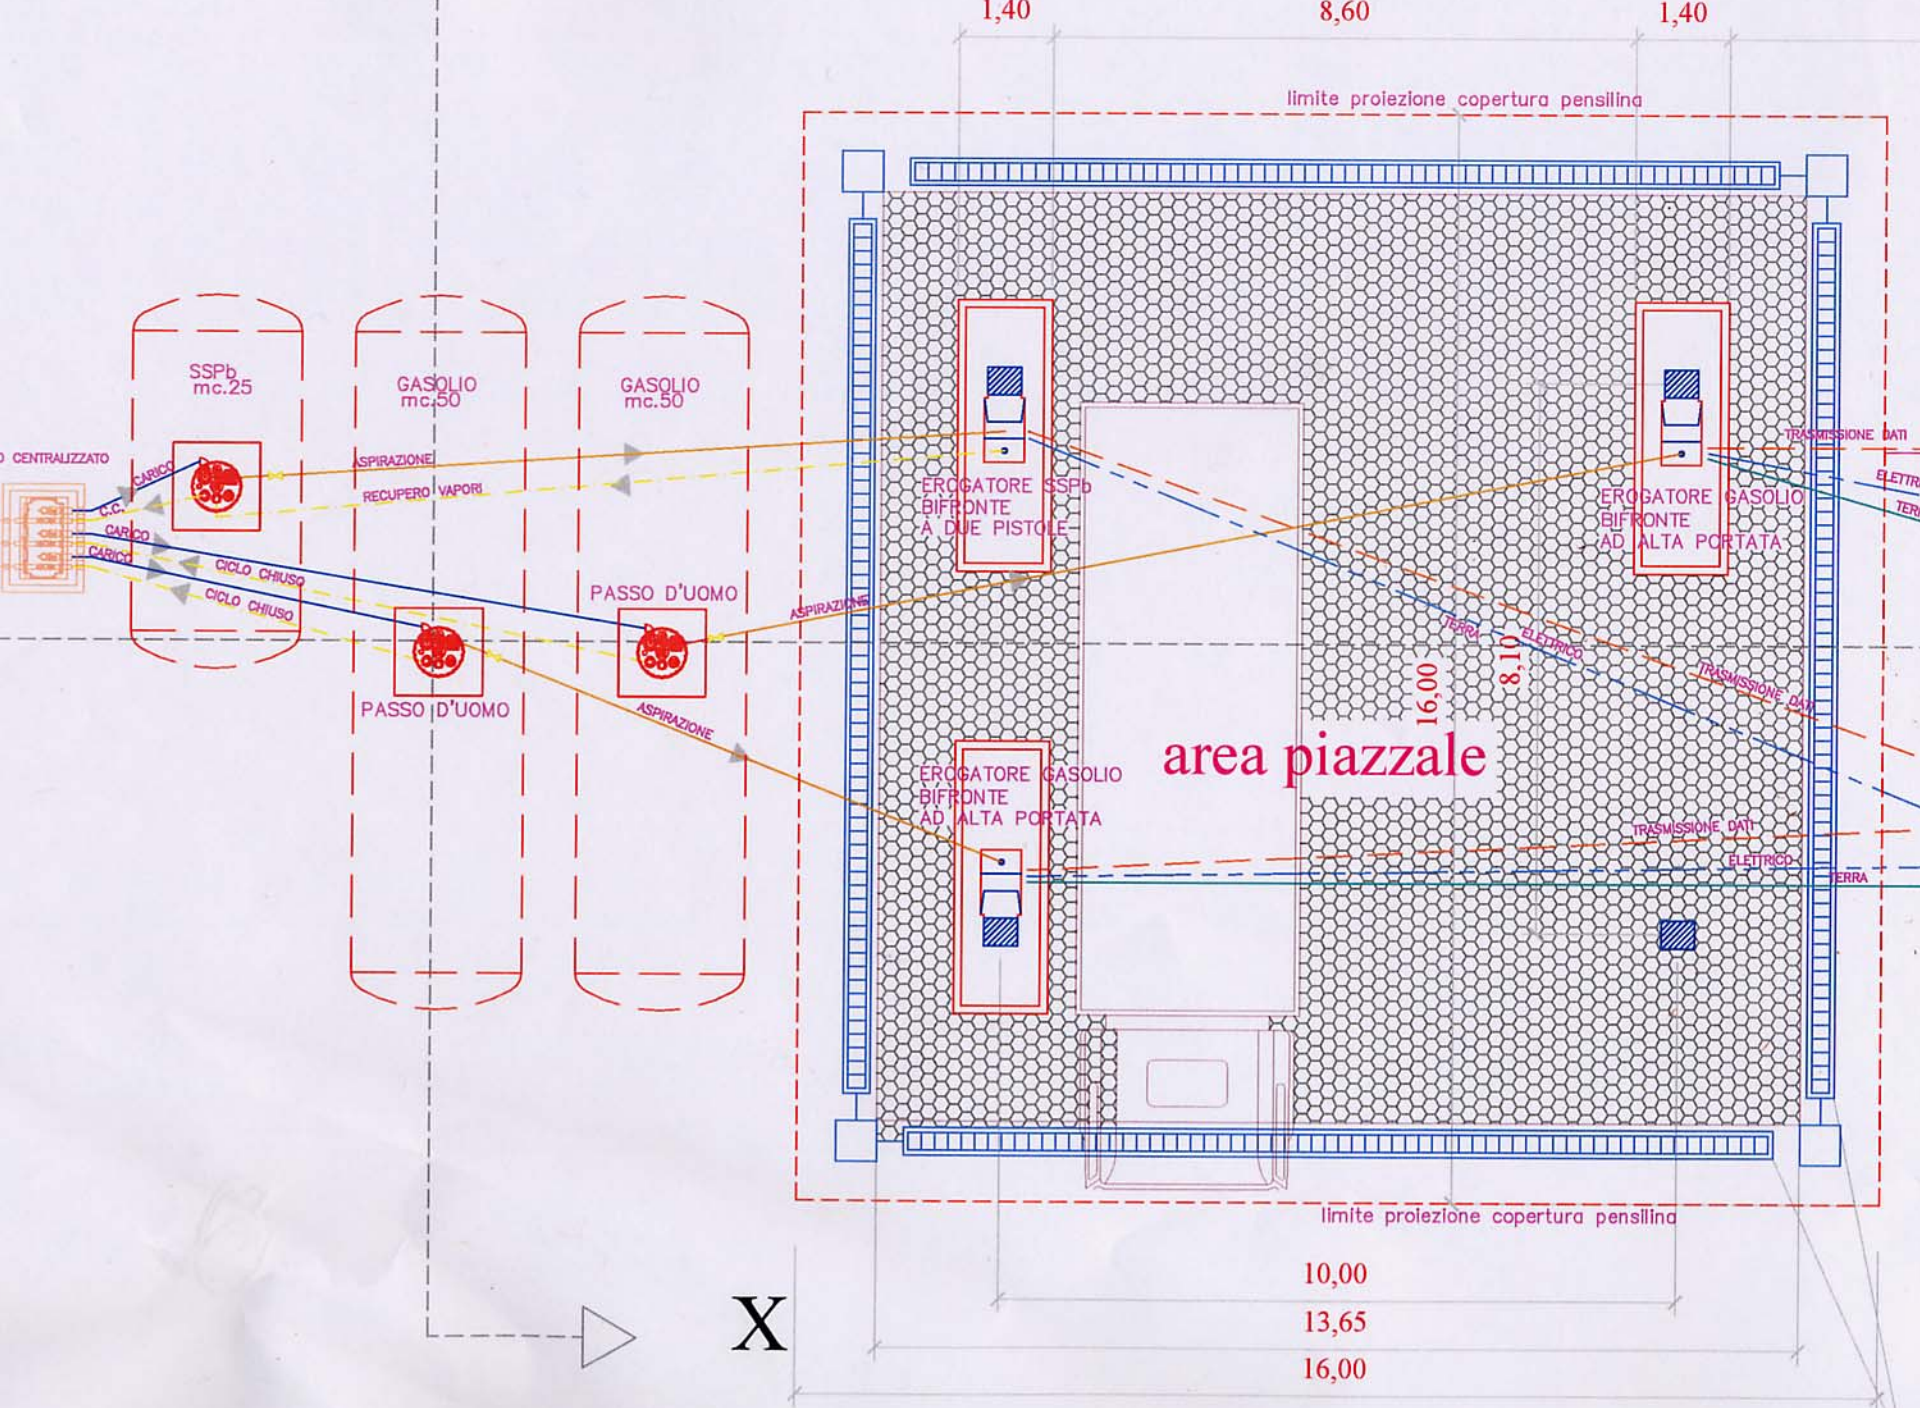 1,40
8,60
1,40
limite proiezione copertura pensilina
SSPb
mc.25
GASOLIO
mc.50
GASOLIO
mc.50
CENTRALIZZATO
CARICO
C.C.
CARICO
CARICO
ASPIRAZIONE
RECUPERO VAPORI
CICLO CHIUSO
CICLO CHIUSO
PASSO D'UOMO
PASSO D'UOMO
ASPIRAZIONE
ASPIRAZIONE
EROGATORE SSPb
BIFRONTE
A DUE PISTOLE
EROGATORE GASOLIO
BIFRONTE
AD ALTA PORTATA
TRASMISSIONE DATI
ELETTRI
TER
TERRA
ELETTRICO
TRASMISSIONE DATI
16,00
8,10
area piazzale
EROGATORE GASOLIO
BIFRONTE
AD ALTA PORTATA
TRASMISSIONE DATI
ELETTRICO
TERRA
limite proiezione copertura pensilina
10,00
13,65
16,00
X